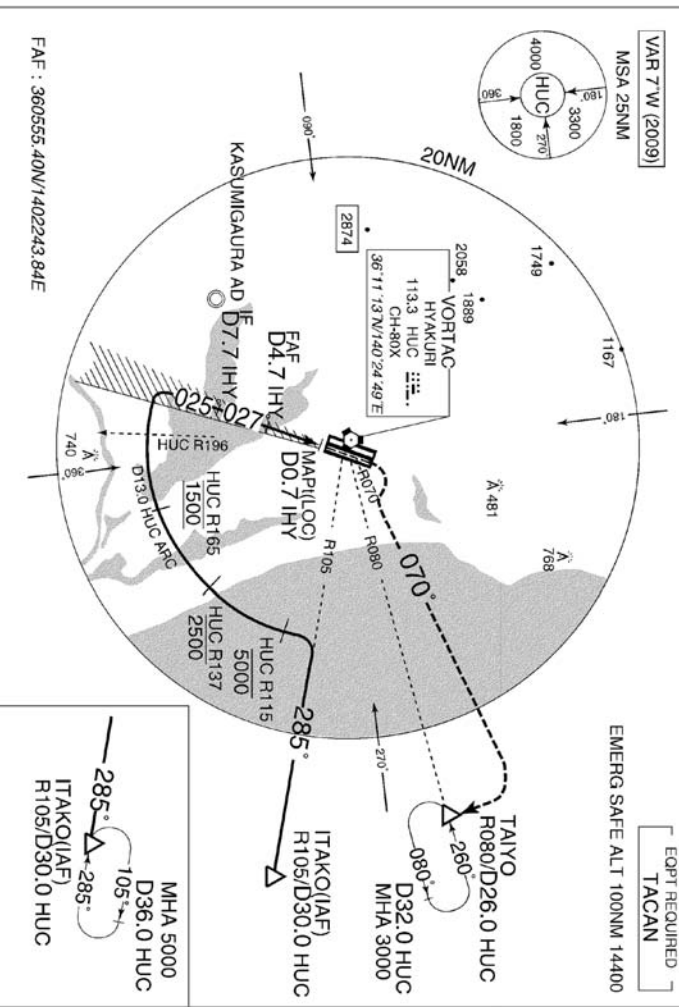 VAR 7°W (2009)
MSA 25NM
180°
3300
270°
4000
HUC
1800
360°
EQPT REQUIRED
TACAN
EMERG SAFE ALT 100NM 14400
20NM
1167
180°
1749
2058
1889
2874
VORTAC
HYAKURI
113.3 HUC
CH-80X
36°11'13"N/140°24'49"E
481
768
090°
270°
KASUMIGAURA AD
IF
D7.7 IHY
FAF
D4.7 IHY
025°
027°
MAPt(LOC)
D0.7 IHY
R070
R080
R105
070°
HUC R196
D13.0 HUC ARC
740
360°
HUC R165
1500
HUC R137
2500
HUC R115
5000
285°
TAIYO
R080/D26.0 HUC
260°
080°
D32.0 HUC
MHA 3000
ITAKO(IAF)
R105/D30.0 HUC
MHA 5000
D36.0 HUC
105°
285°
285°
ITAKO(IAF)
R105/D30.0 HUC
FAF : 360555.40N/1402243.84E